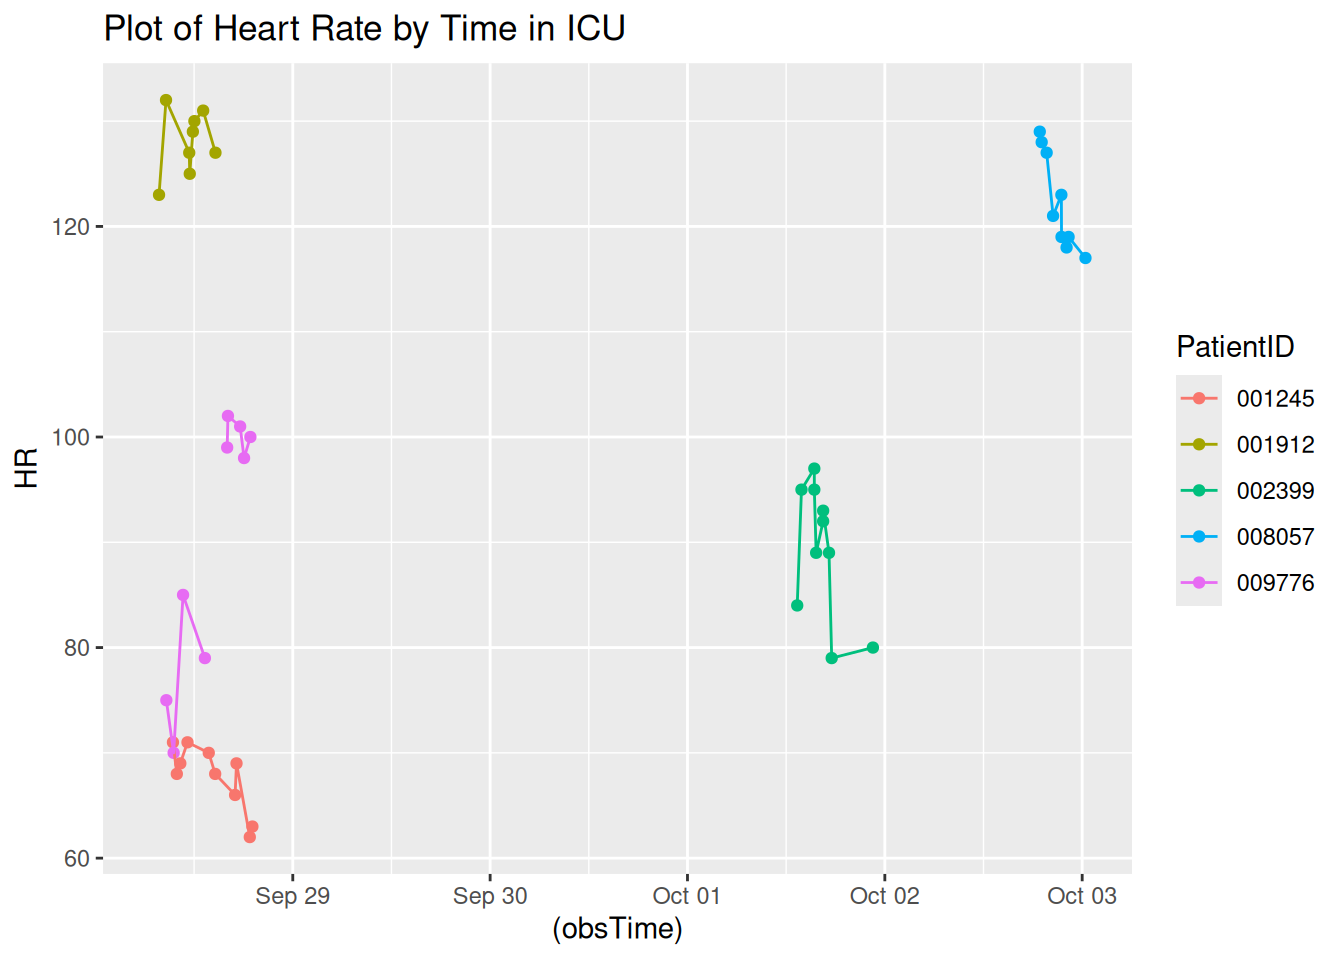 Plot of Heart Rate by Time in ICU
HR
120
100
80
60
Sep 29
Sep 30
Oct 01
Oct 02
Oct 03
(obsTime)
PatientID
001245
001912
002399
008057
009776